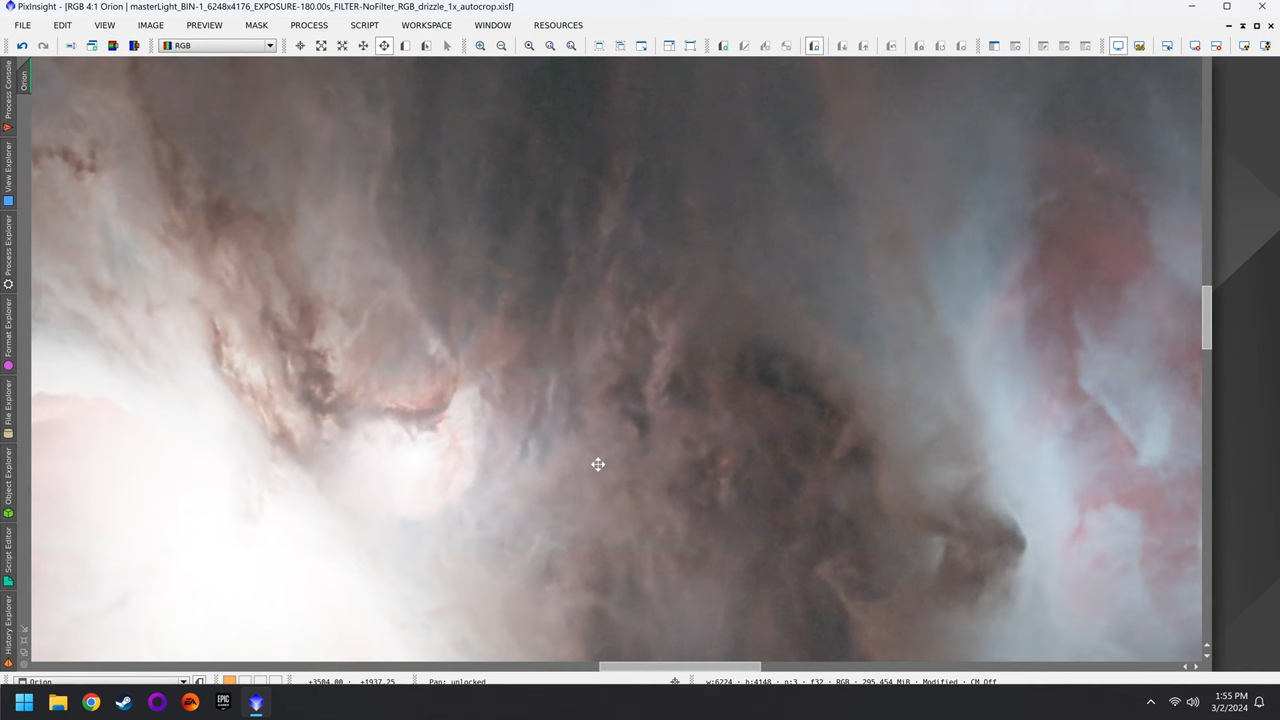 PixInsight - [RGB 4:1 Orion | masterLight_BIN-1_6248x4176_EXPOSURE-180.00s_FILTER-NoFilter_RGB_drizzle_1x_autocrop.xisf]
FILE EDIT VIEW IMAGE PREVIEW MASK PROCESS SCRIPT WORKSPACE WINDOW RESOURCES
RGB
Process Console
View Explorer
Process Explorer
Format Explorer
File Explorer
Object Explorer
Script Editor
History Explorer
Orion
Orion +3504.00 · +1937.25 Pan: unlocked w:6224 · h:4148 · n:3 · f32 · RGB · 295.454 MiB · Modified · CM Off
EA
EPIC GAMES
1:55 PM
3/2/2024